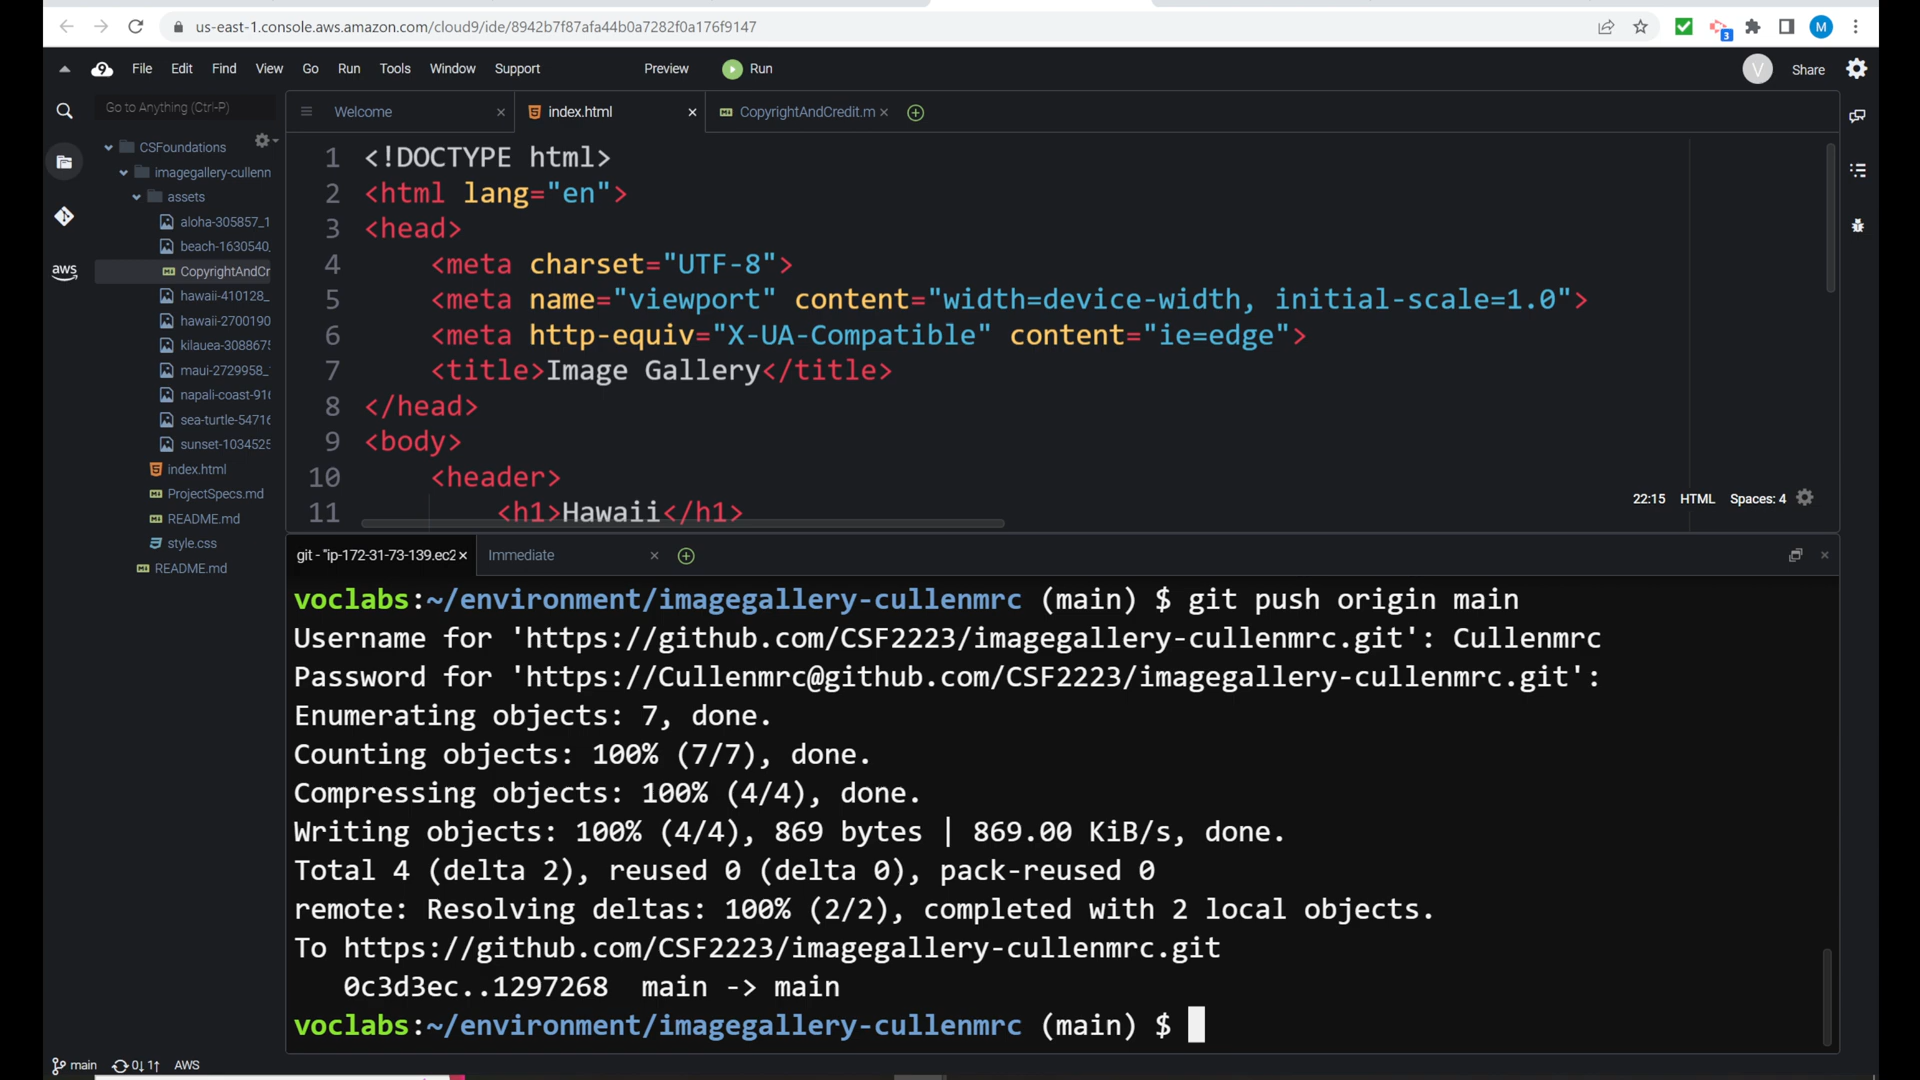 us-east-1.console.aws.amazon.com/cloud9/ide/8942b7f87afa44b0a7282f0a176f9147
3
M
9 File Edit Find View Go Run Tools Window Support Preview Run V Share
Go to Anything (Ctrl-P)
Welcome index.html CopyrightAndCredit.m
CSFoundations
imagegallery-cullenn
assets
aloha-305857_1
beach-1630540_
CopyrightAndCr
hawaii-410128_
hawaii-2700190
kilauea-3088675
maui-2729958_
napali-coast-916
sea-turtle-54716
sunset-1034525
index.html
ProjectSpecs.md
README.md
style.css
README.md
aws
1 <!DOCTYPE html>
2 <html lang="en">
3 <head>
4 <meta charset="UTF-8">
5 <meta name="viewport" content="width=device-width, initial-scale=1.0">
6 <meta http-equiv="X-UA-Compatible" content="ie=edge">
7 <title>Image Gallery</title>
8 </head>
9 <body>
10 <header>
11 <h1>Hawaii</h1>
22:15 HTML Spaces: 4
git - "ip-172-31-73-139.ec2 Immediate
voclabs:~/environment/imagegallery-cullenmrc (main) $ git push origin main
Username for 'https://github.com/CSF2223/imagegallery-cullenmrc.git': Cullenmrc
Password for 'https://Cullenmrc@github.com/CSF2223/imagegallery-cullenmrc.git':
Enumerating objects: 7, done.
Counting objects: 100% (7/7), done.
Compressing objects: 100% (4/4), done.
Writing objects: 100% (4/4), 869 bytes | 869.00 KiB/s, done.
Total 4 (delta 2), reused 0 (delta 0), pack-reused 0
remote: Resolving deltas: 100% (2/2), completed with 2 local objects.
To https://github.com/CSF2223/imagegallery-cullenmrc.git
0c3d3ec..1297268 main -> main
voclabs:~/environment/imagegallery-cullenmrc (main) $
main 0↓ 1↑ AWS